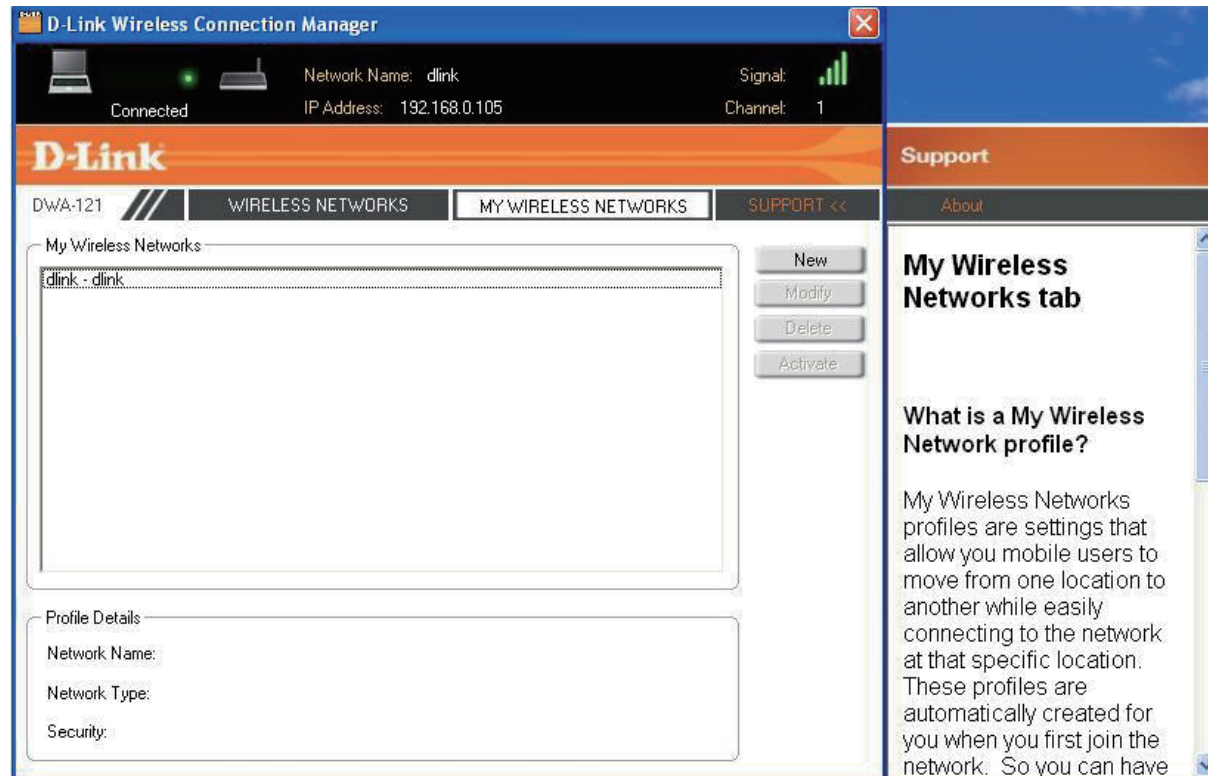 D-Link Wireless Connection Manager
Network Name: dlink
Signal:
Connected
IP Address: 192.168.0.105
Channel: 1
D-Link
DWA-121
WIRELESS NETWORKS
MY WIRELESS NETWORKS
SUPPORT <<
My Wireless Networks
dlink - dlink
New
Modify
Delete
Activate
Profile Details
Network Name:
Network Type:
Security:
Support
About
My Wireless
Networks tab
What is a My Wireless
Network profile?
My Wireless Networks
profiles are settings that
allow you mobile users to
move from one location to
another while easily
connecting to the network
at that specific location.
These profiles are
automatically created for
you when you first join the
network. So you can have